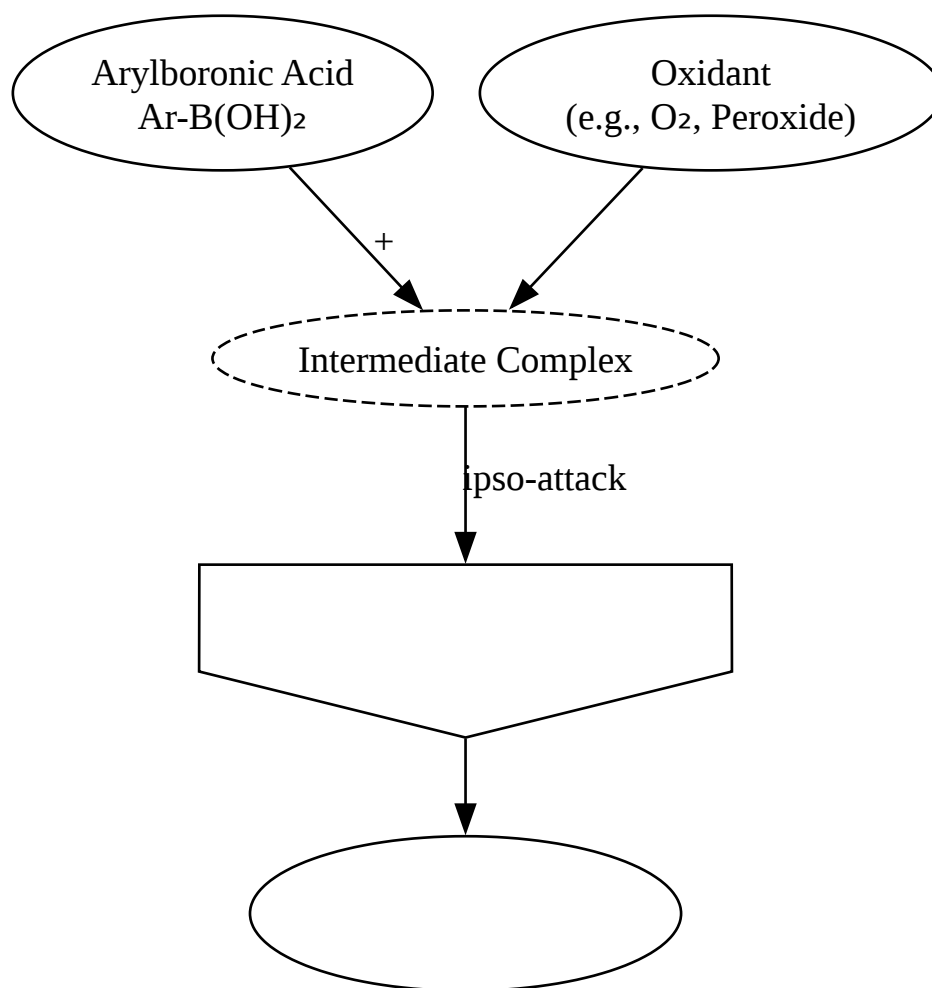 Arylboronic Acid
Ar-B(OH)₂
Oxidant
(e.g., O₂, Peroxide)
+
Intermediate Complex
ipso-attack